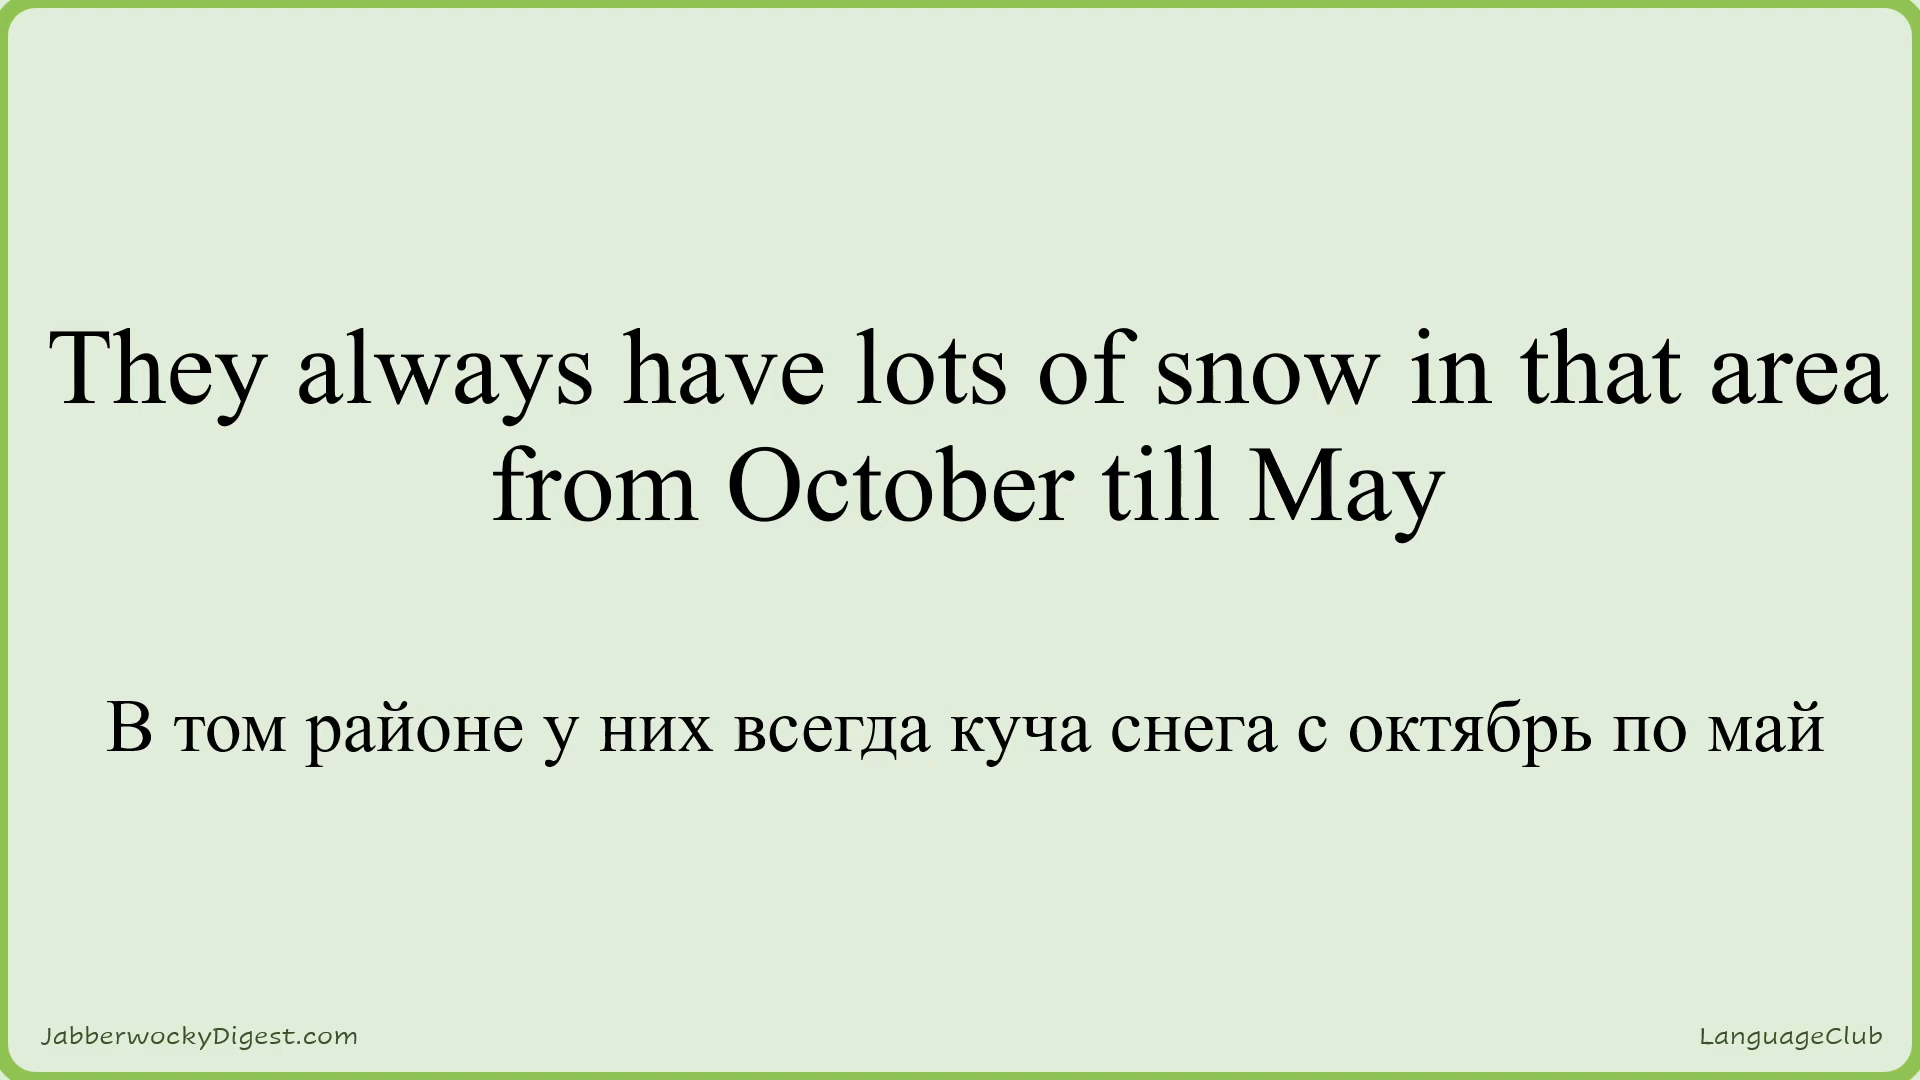 They always have lots of snow in that area
from October till May
В том районе у них всегда куча снега с октябрь по май
JabberwockyDigest.com
LanguageClub